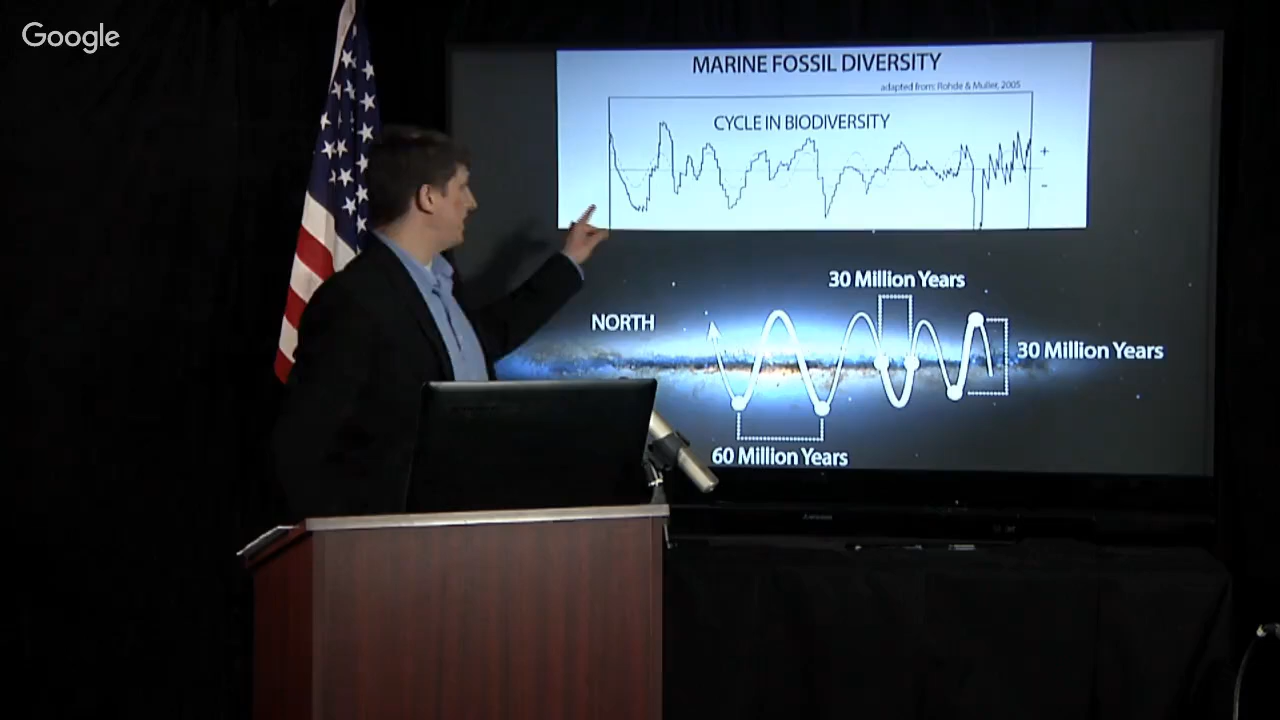 Google
MARINE FOSSIL DIVERSITY
adapted from: Rohde & Muller, 2005
CYCLE IN BIODIVERSITY
+
-
30 Million Years
NORTH
30 Million Years
60 Million Years